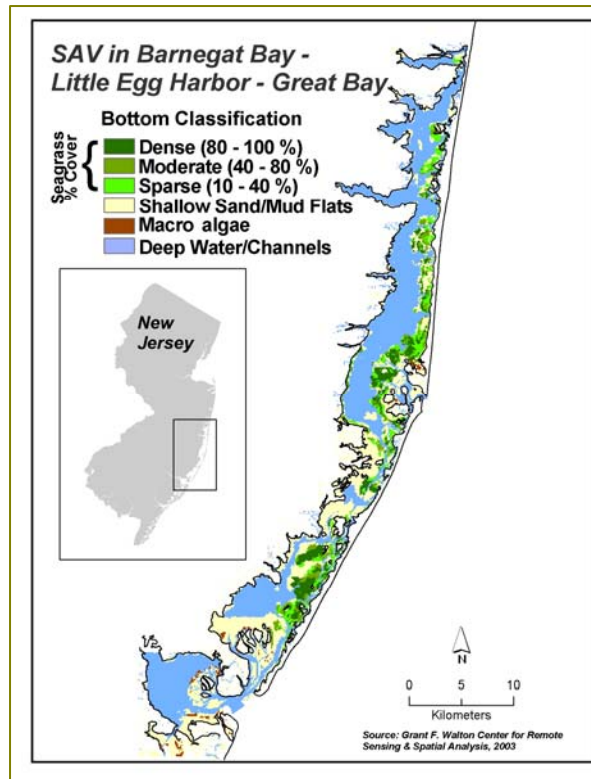 SAV in Barnegat Bay -
Little Egg Harbor - Great Bay
Bottom Classification
Seagrass
% Cover
{
Dense (80 - 100 %)
Moderate (40 - 80 %)
Sparse (10 - 40 %)
Shallow Sand/Mud Flats
Macro algae
Deep Water/Channels
New
Jersey
N
0 5 10
Kilometers
Source: Grant F. Walton Center for Remote
Sensing & Spatial Analysis, 2003